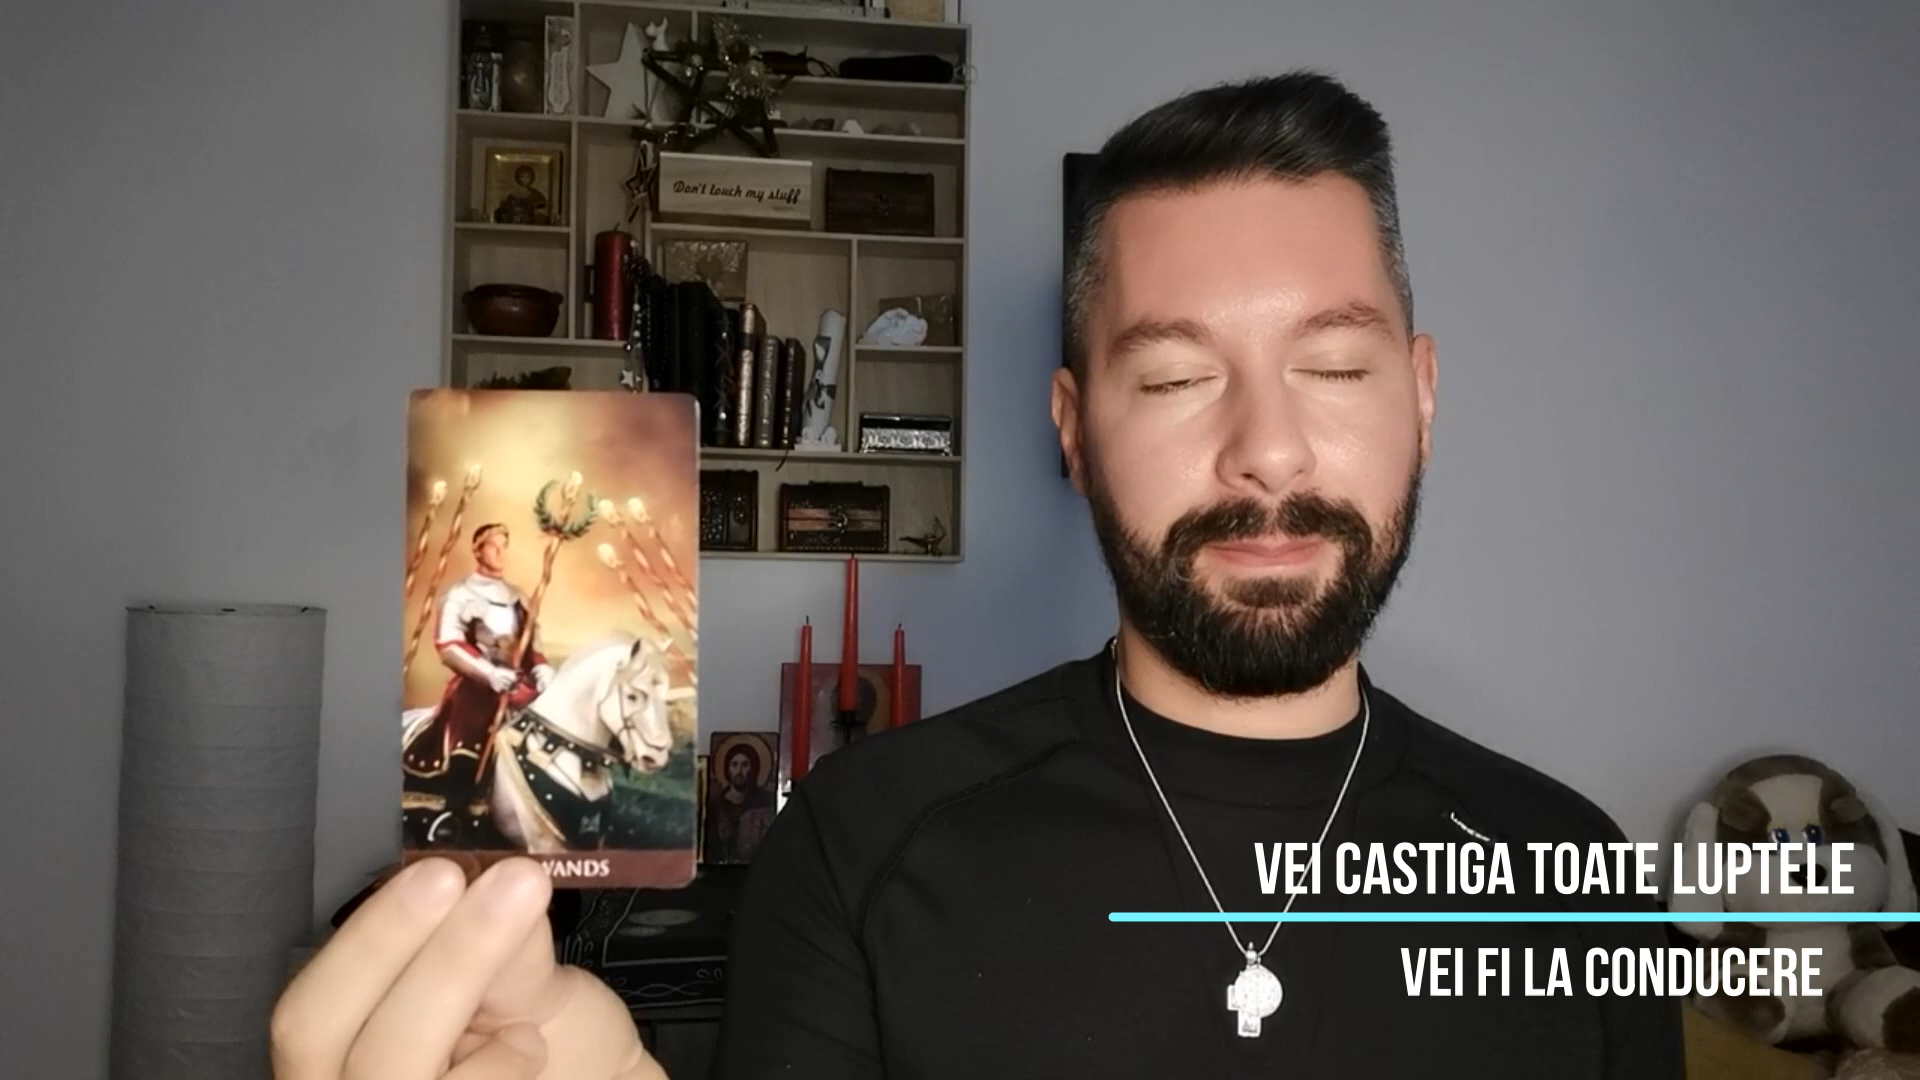 Don't touch my stuff
WANDS
VEI CASTIGA TOATE LUPTELE
VEI FI LA CONDUCERE